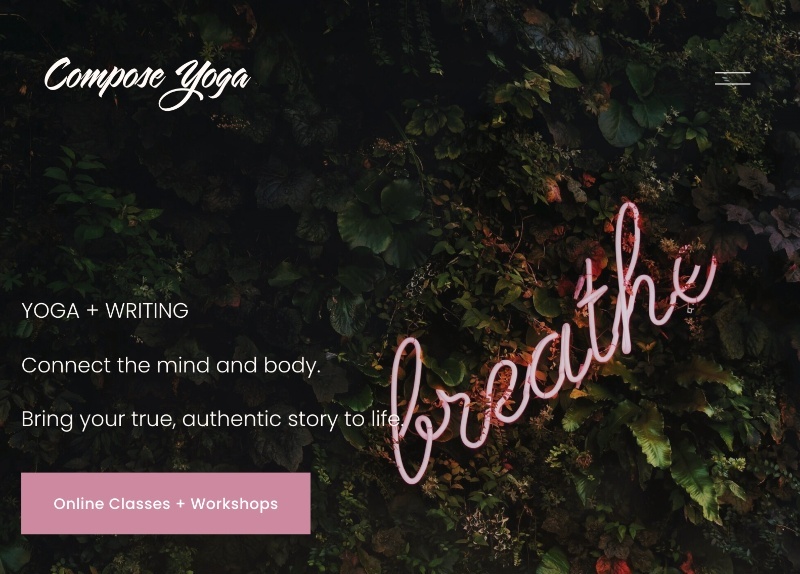 Compose Yoga
breathe
YOGA + WRITING
Connect the mind and body.
Bring your true, authentic story to life.
Online Classes + Workshops